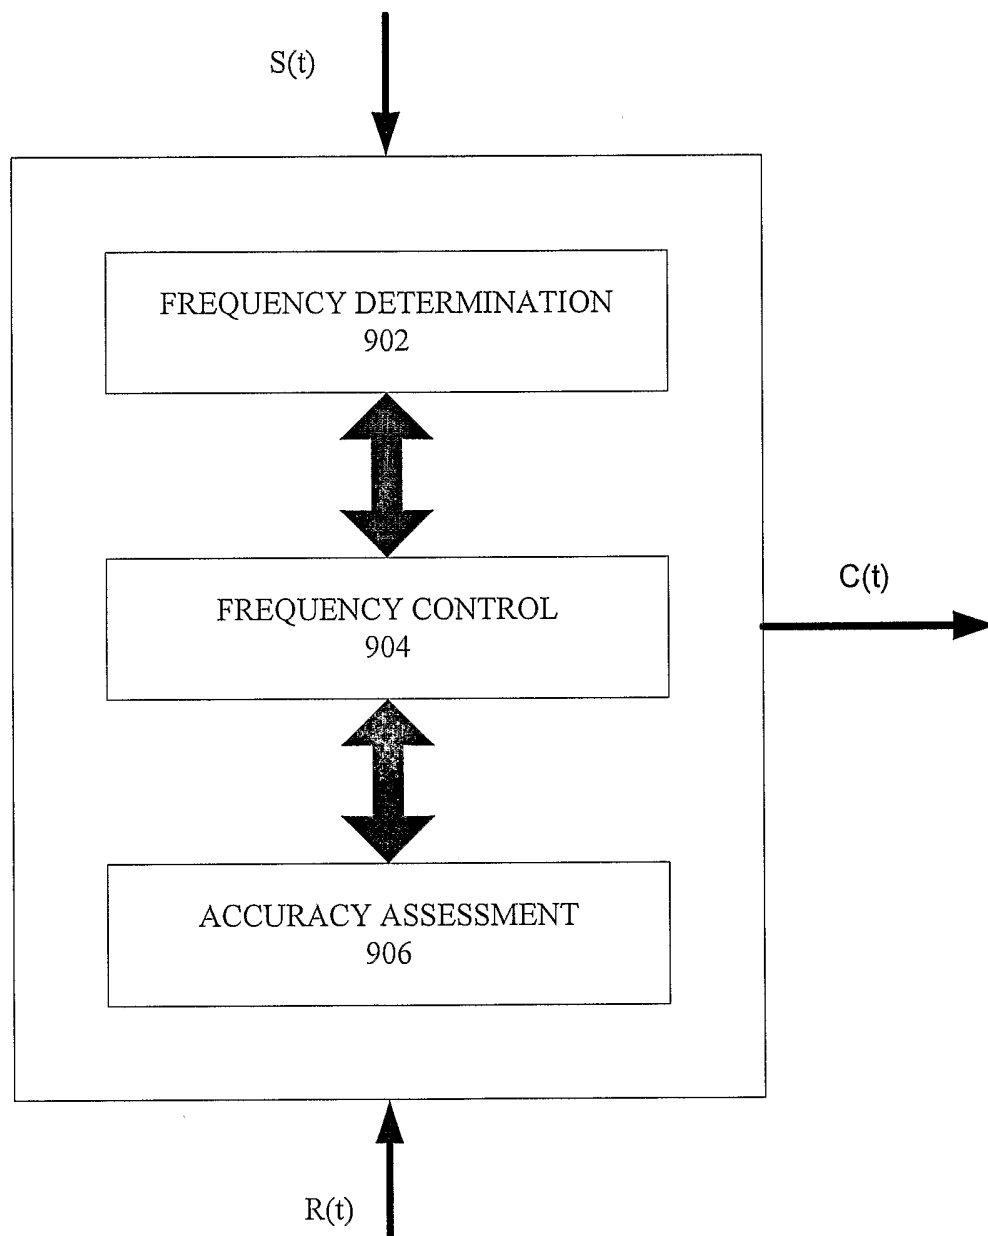 S(t)
FREQUENCY DETERMINATION
902
FREQUENCY CONTROL
904
C(t)
ACCURACY ASSESSMENT
906
R(t)